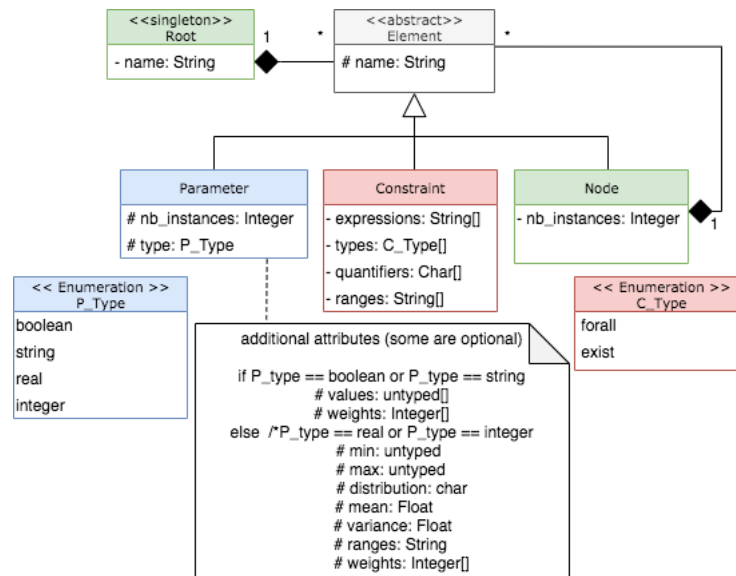 <<singleton>>
Root
- name: String
1
*
<<abstract>>
Element
# name: String
*
Parameter
# nb_instances: Integer
# type: P_Type
Constraint
- expressions: String[]
- types: C_Type[]
- quantifiers: Char[]
- ranges: String[]
Node
- nb_instances: Integer
1
<< Enumeration >>
P_Type
boolean
string
real
integer
<< Enumeration >>
C_Type
forall
exist
additional attributes (some are optional)
if P_type == boolean or P_type == string
# values: untyped[]
# weights: Integer[]
else /*P_type == real or P_type == integer
# min: untyped
# max: untyped
# distribution: char
# mean: Float
# variance: Float
# ranges: String
# weights: Integer[]